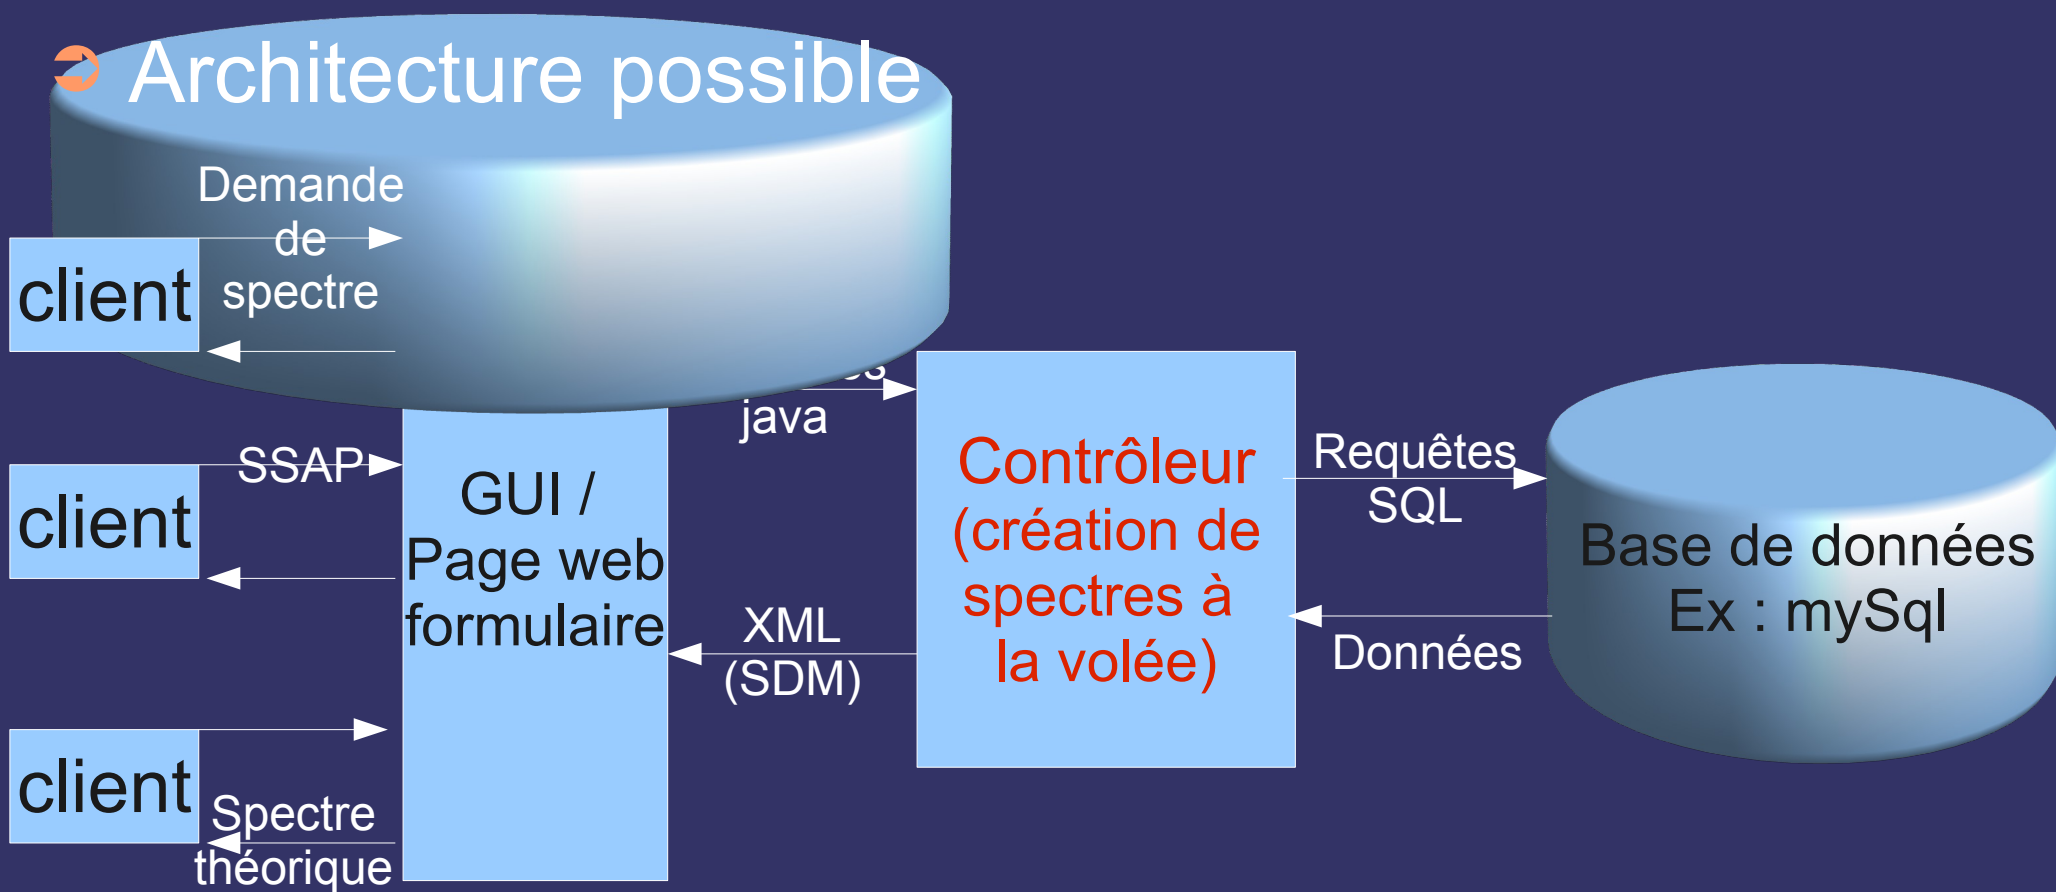 Architecture possible
Demande
de
spectre
client
java
SSAP
client
GUI /
Page web
formulaire
XML
(SDM)
client
Spectre
théorique
Contrôleur
(création de
spectres à
la volée)
Requêtes
SQL
Données
Base de données
Ex : mySql